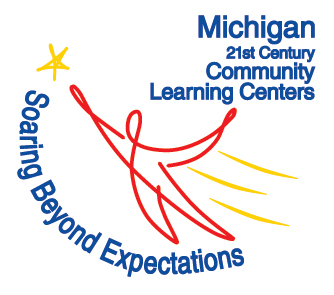 Michigan
21st Century
Community
Learning Centers
Soaring Beyond Expectations